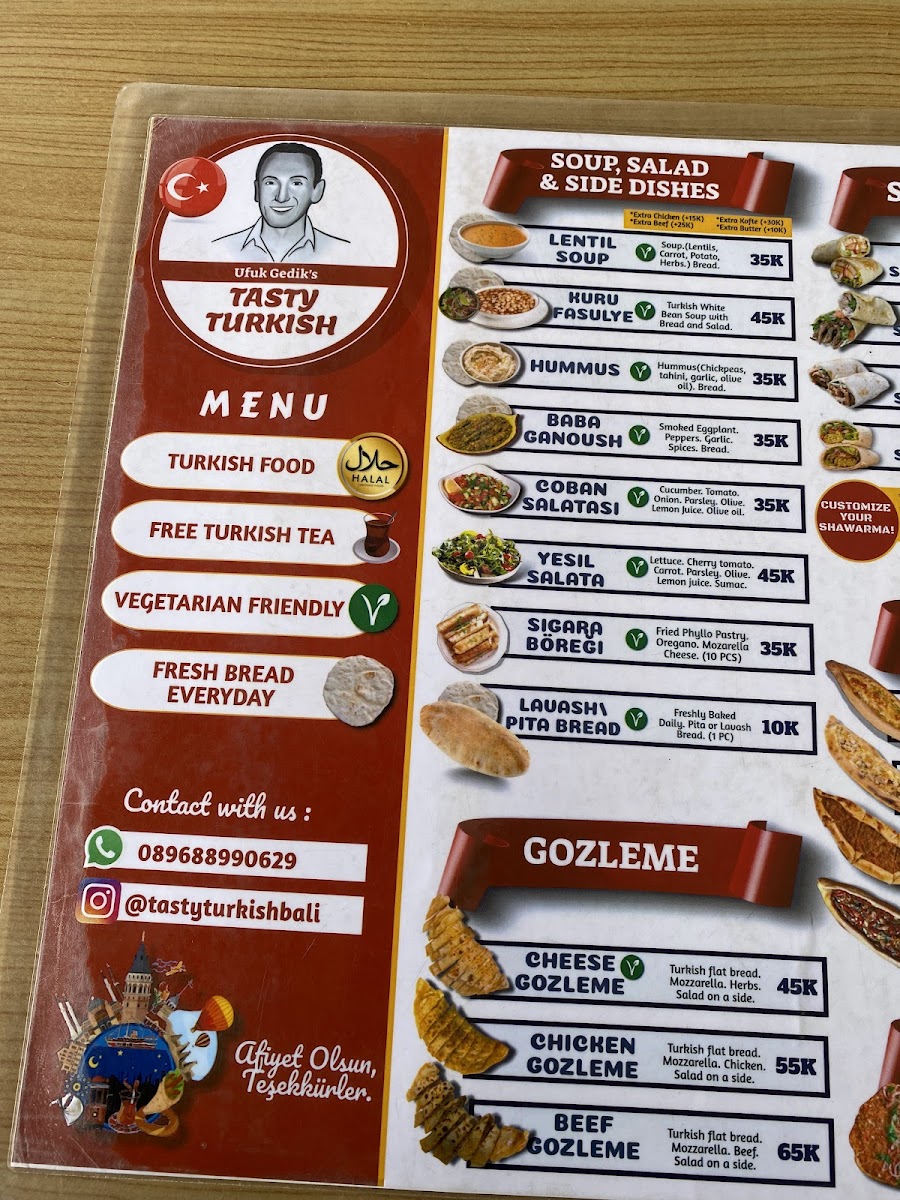 Ufuk Gedik's
TASTY
TURKISH
MENU
TURKISH FOOD
حلال
HALAL
FREE TURKISH TEA
VEGETARIAN FRIENDLY
V
FRESH BREAD
EVERYDAY
Contact with us :
089688990629
@tastyturkishbali
Afiyet Olsun,
Teşekkürler.
SOUP, SALAD
& SIDE DISHES
*Extra Chicken (+15K) *Extra Kofte (+30K)
*Extra Beef (+25K) *Extra Butter (+10K)
LENTIL
SOUP
V
Soup.(Lentils,
Carrot, Potato,
Herbs.) Bread.
35K
KURU
FASULYE
V
Turkish White
Bean Soup with
Bread and Salad.
45K
HUMMUS
V
Hummus(Chickpeas,
tahini, garlic, olive
oil). Bread.
35K
BABA
GANOUSH
V
Smoked Eggplant.
Peppers. Garlic.
Spices. Bread.
35K
COBAN
SALATASI
V
Cucumber. Tomato.
Onion. Parsley. Olive.
Lemon Juice. Olive oil.
35K
YESIL
SALATA
V
Lettuce. Cherry tomato.
Carrot. Parsley. Olive.
Lemon juice. Sumac.
45K
SIGARA
BÖREGİ
V
Fried Phyllo Pastry.
Oregano. Mozarella
Cheese. (10 PCS)
35K
LAVASH\
PITA BREAD
V
Freshly Baked
Daily. Pita or Lavash
Bread. (1 PC)
10K
GOZLEME
CHEESE
GOZLEME
V
Turkish flat bread.
Mozzarella. Herbs.
Salad on a side.
45K
CHICKEN
GOZLEME
Turkish flat bread.
Mozzarella. Chicken.
Salad on a side.
55K
BEEF
GOZLEME
Turkish flat bread.
Mozzarella. Beef.
Salad on a side.
65K
CUSTOMIZE
YOUR
SHAWARMA!